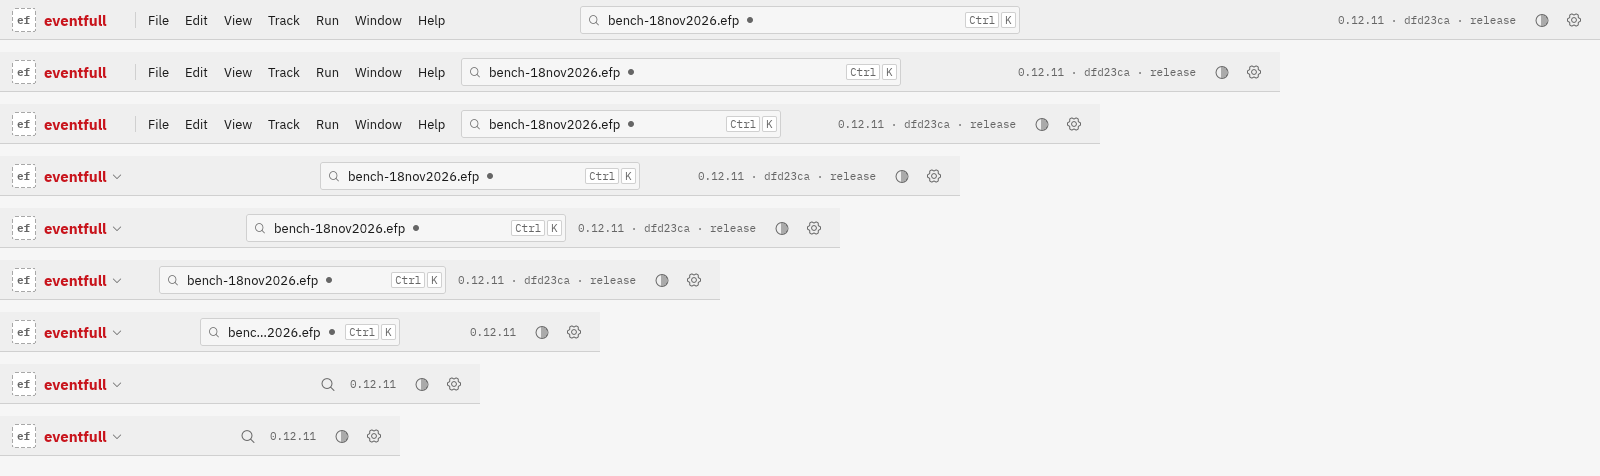 ef eventfull File Edit View Track Run Window Help bench-18nov2026.efp ● Ctrl K 0.12.11 · dfd23ca · release
ef eventfull File Edit View Track Run Window Help bench-18nov2026.efp ● Ctrl K 0.12.11 · dfd23ca · release
ef eventfull File Edit View Track Run Window Help bench-18nov2026.efp ● Ctrl K 0.12.11 · dfd23ca · release
ef eventfull bench-18nov2026.efp ● Ctrl K 0.12.11 · dfd23ca · release
ef eventfull bench-18nov2026.efp ● Ctrl K 0.12.11 · dfd23ca · release
ef eventfull bench-18nov2026.efp ● Ctrl K 0.12.11 · dfd23ca · release
ef eventfull benc...2026.efp ● Ctrl K 0.12.11
ef eventfull 0.12.11
ef eventfull 0.12.11